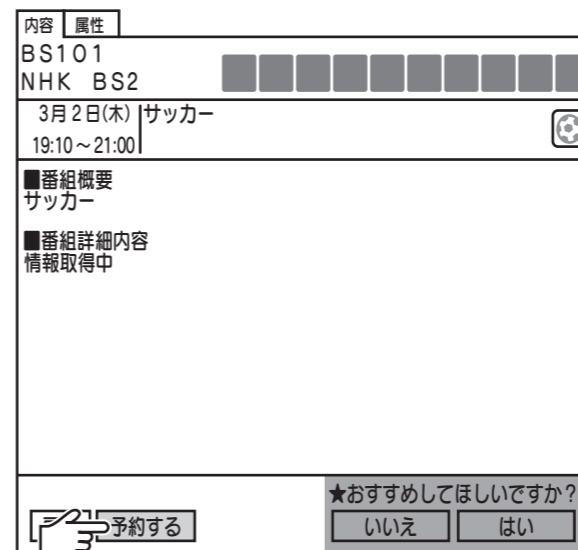 内容 属性
BS101
NHK BS2
3月2日(木) サッカー
19:10～21:00
■番組概要
サッカー
■番組詳細内容
情報取得中
★おすすめしてほしいですか？
予約する いいえ はい